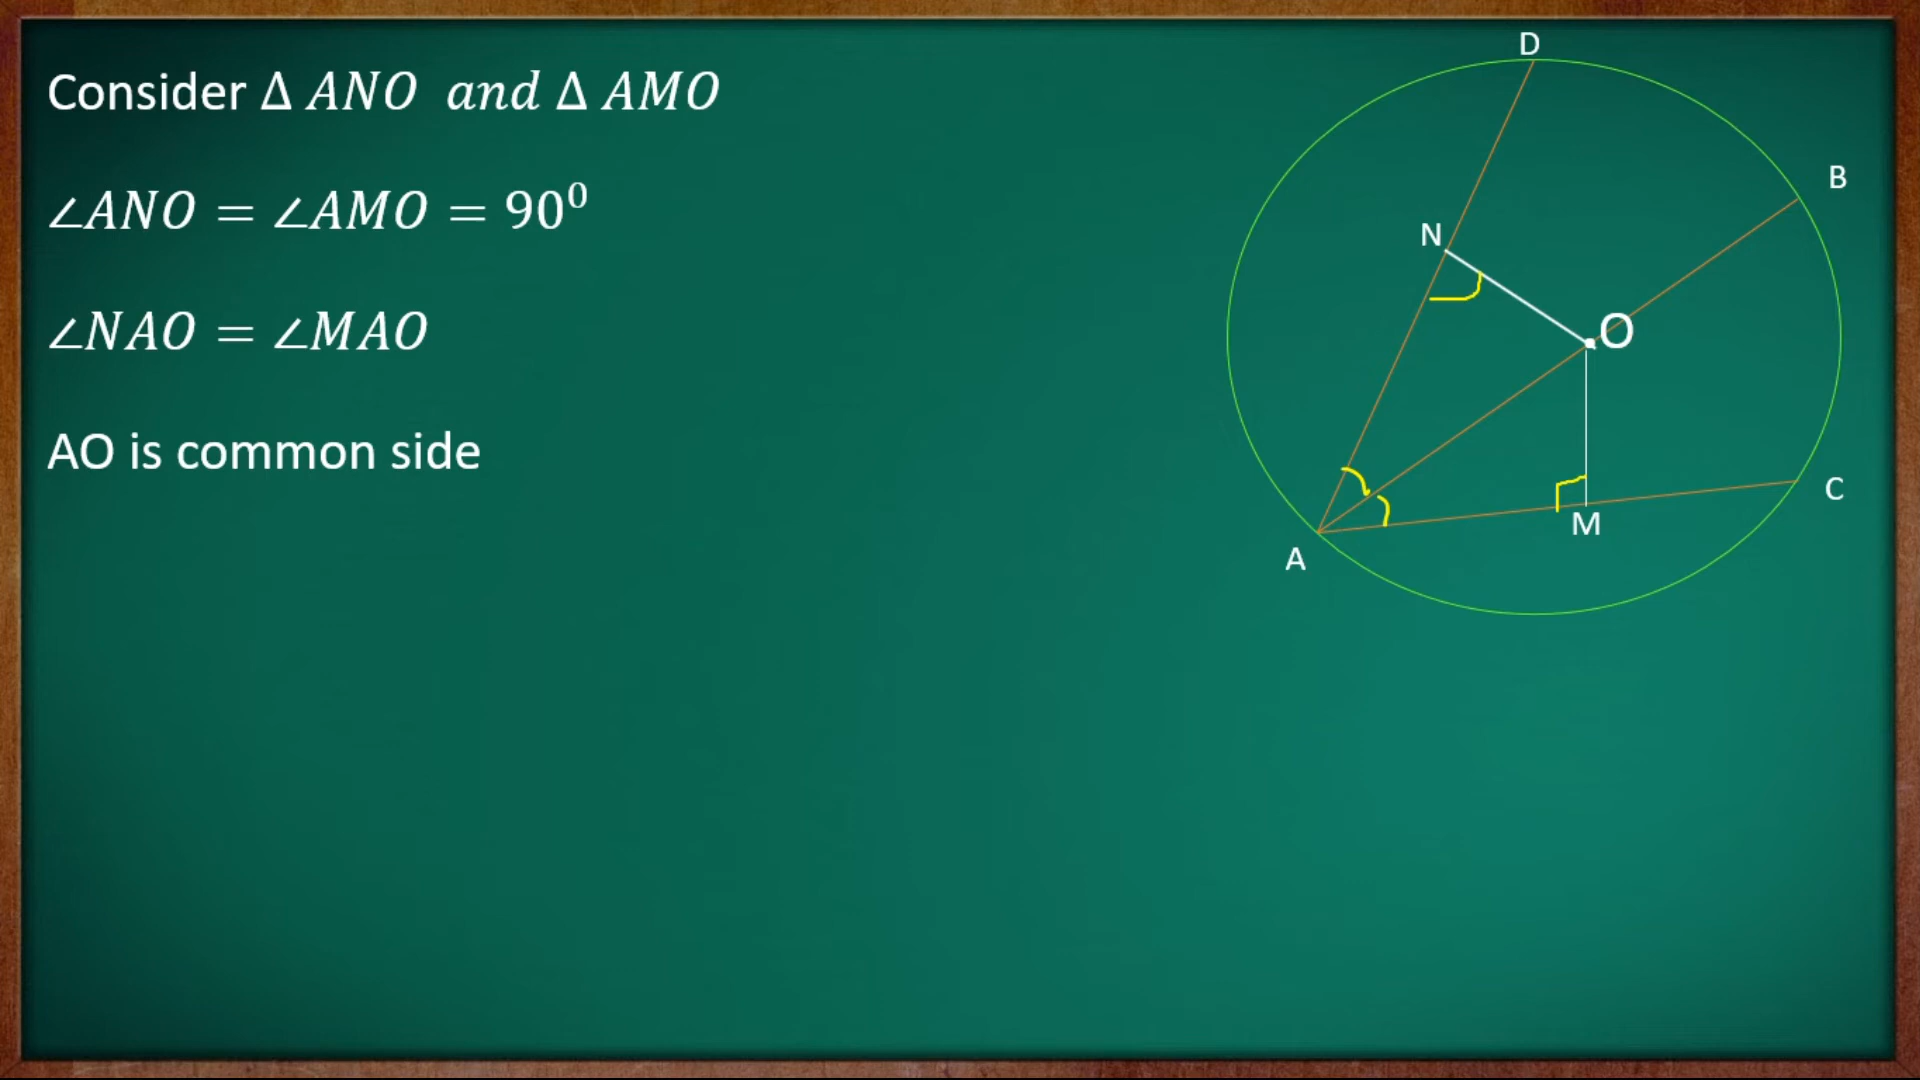 Consider Δ ANO and Δ AMO
∠ANO = ∠AMO = 90⁰
∠NAO = ∠MAO
AO is common side
D
B
N
O
C
M
A